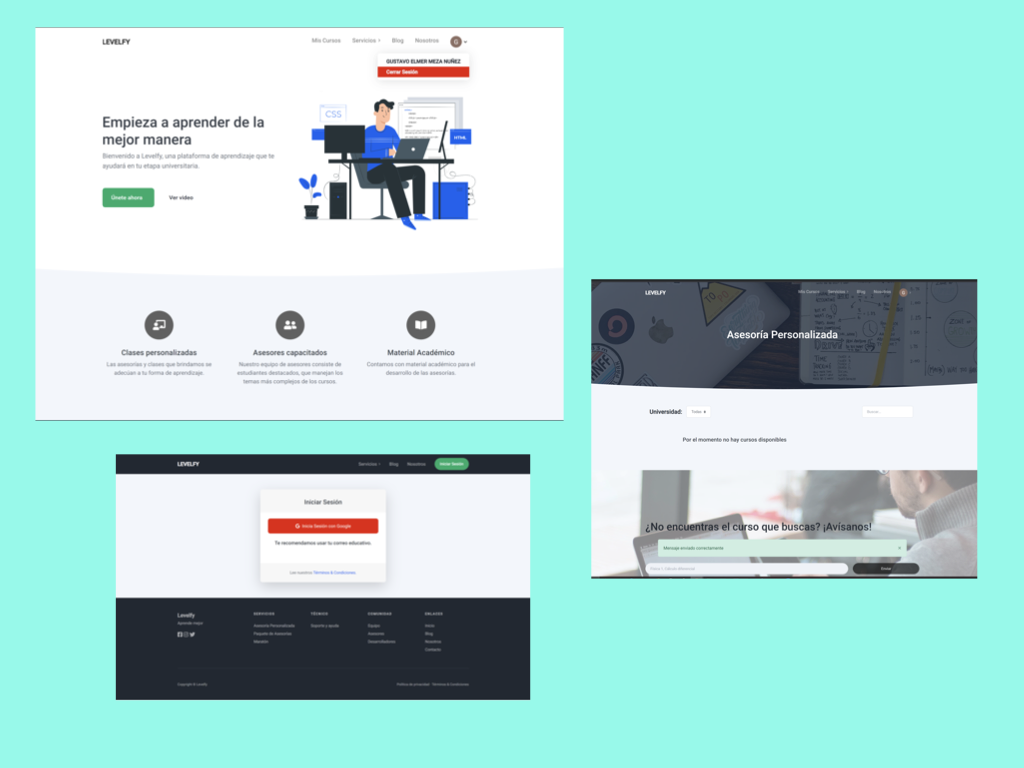 LEVELFY
Mis Cursos Servicios Blog Nosotros G
GUSTAVO ELMER MEZA NUÑEZ
Cerrar Sesión
CSS
HTML
Empieza a aprender de la
mejor manera
Bienvenido a Levelfy, una plataforma de aprendizaje que te
ayudará en tu etapa universitaria.
Únete ahora Ver video
Clases personalizadas
Las asesorías y clases que brindamos se
adecúan a tu forma de aprendizaje.
Asesores capacitados
Nuestro equipo de asesores consiste de
estudiantes destacados, que manejan los
temas más complejos de los cursos.
Material Académico
Contamos con material académico para el
desarrollo de las asesorías.
LEVELFY
Mis Cursos Servicios Blog Nosotros G
Asesoría Personalizada
Universidad: Todos
Buscar
Por el momento no hay cursos disponibles
¿No encuentras el curso que buscas? ¡Avísanos!
Mensaje enviado correctamente ×
Enviar
LEVELFY
Servicios Blog Nosotros Iniciar Sesión
Iniciar Sesión
Inicia Sesión con Google
Te recomendamos usar tu correo educativo.
Lee nuestros Términos & Condiciones
Levelfy
Aprende mejor
SERVICIOS
Asesoría Personalizada
Paquete de Asesorías
Mentoría
TÉCNICO
Soporte y ayuda
COMUNIDAD
Equipo
Asesores
Desarrolladores
ENLACES
Inicio
Blog
Nosotros
Contacto
Copyright © Levelfy
Política de privacidad · Términos & Condiciones